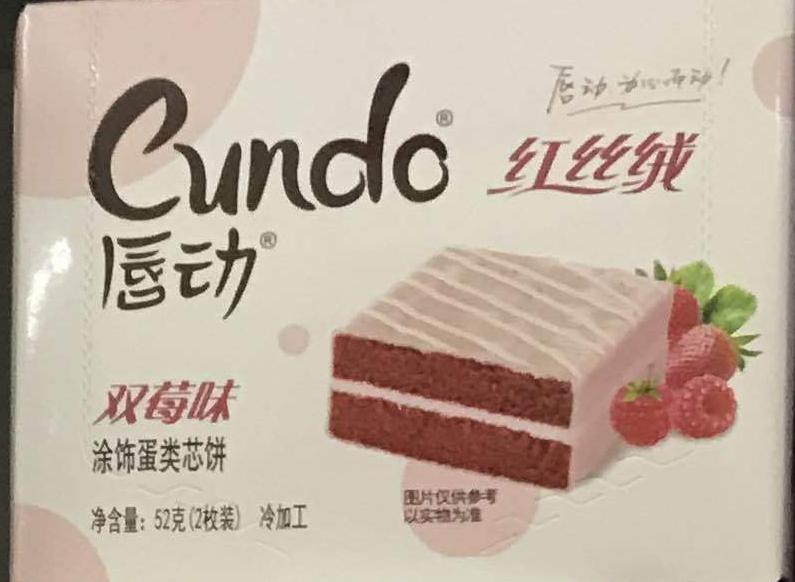 唇动 为心而动!
Cundo®
红丝绒
唇动®
双莓味
涂饰蛋类芯饼
净含量:52克(2枚装) 冷加工
图片仅供参考
以实物为准